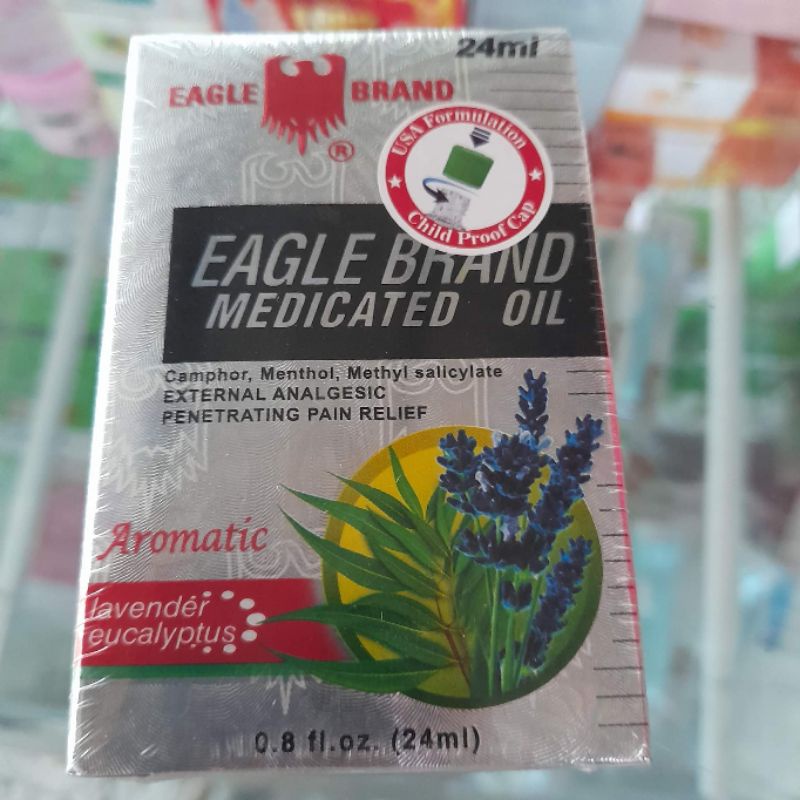 24ml
EAGLE BRAND
®
USA Formulation
Child Proof Cap
EAGLE BRAND
MEDICATED OIL
Camphor, Menthol, Methyl salicylate
EXTERNAL ANALGESIC
PENETRATING PAIN RELIEF
Aromatic
lavender
eucalyptus
0.8 fl.oz. (24ml)